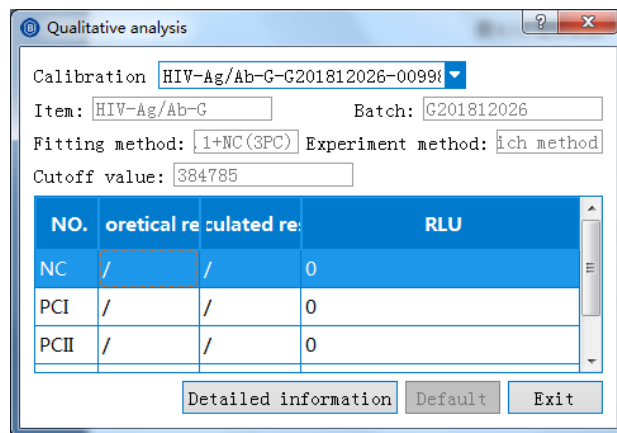 Qualitative analysis
Calibration HIV-Ag/Ab-G-G201812026-0099
Item: HIV-Ag/Ab-G Batch: G201812026
Fitting method: .1+NC(3PC) Experiment method: ich method
Cutoff value: 384785
NO. oretical re culated re: RLU
NC / / 0
PCI / / 0
PCII / / 0
Detailed information Default Exit